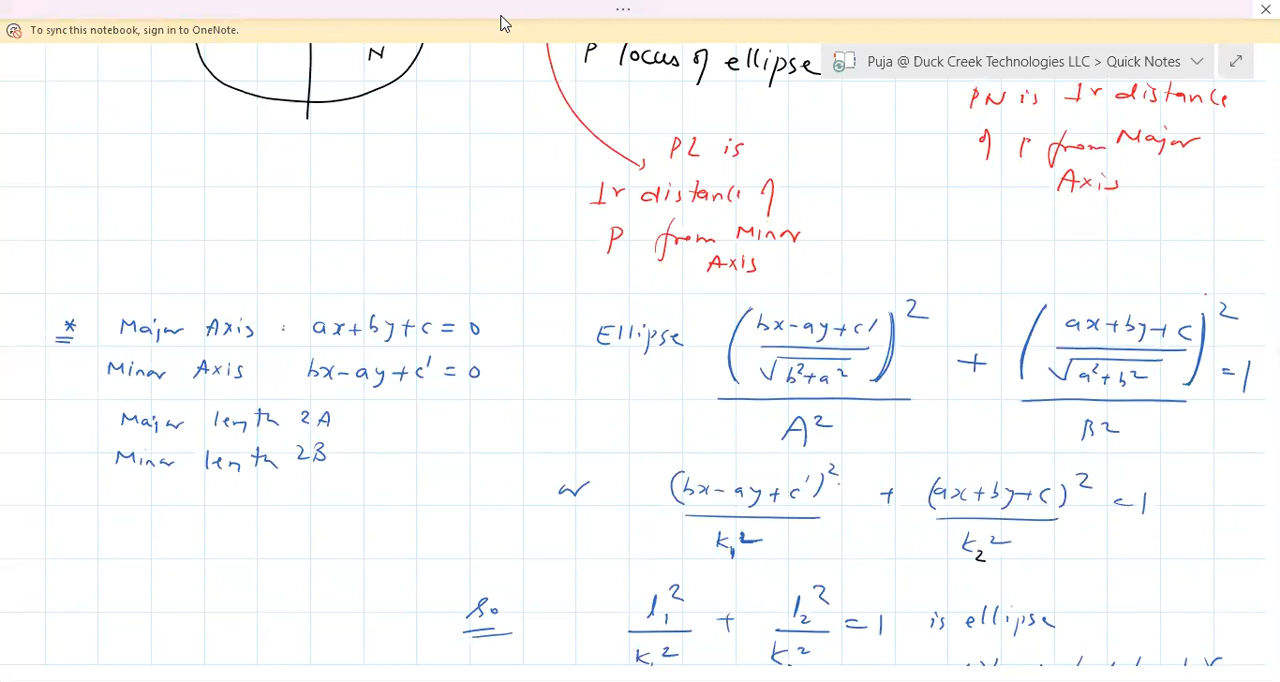 To sync this notebook, sign in to OneNote.
N
P locus of ellipse
Puja @ Duck Creek Technologies LLC > Quick Notes
PN is ⊥r distance
of P from Major
Axis
PL is
⊥r distance of
P from Minor
Axis
* Major Axis : ax+by+c = 0
Minor Axis bx-ay+c' = 0
Major length 2A
Minor length 2B
Ellipse ((bx-ay+c')/√(b²+a²))²/A² + ((ax+by+c)/√(a²+b²))²/B² = 1
or (bx-ay+c')²/k₁² + (ax+by+c)²/k₂² = 1
So l₁²/k₁² + l₂²/k₂² = 1 is ellipse